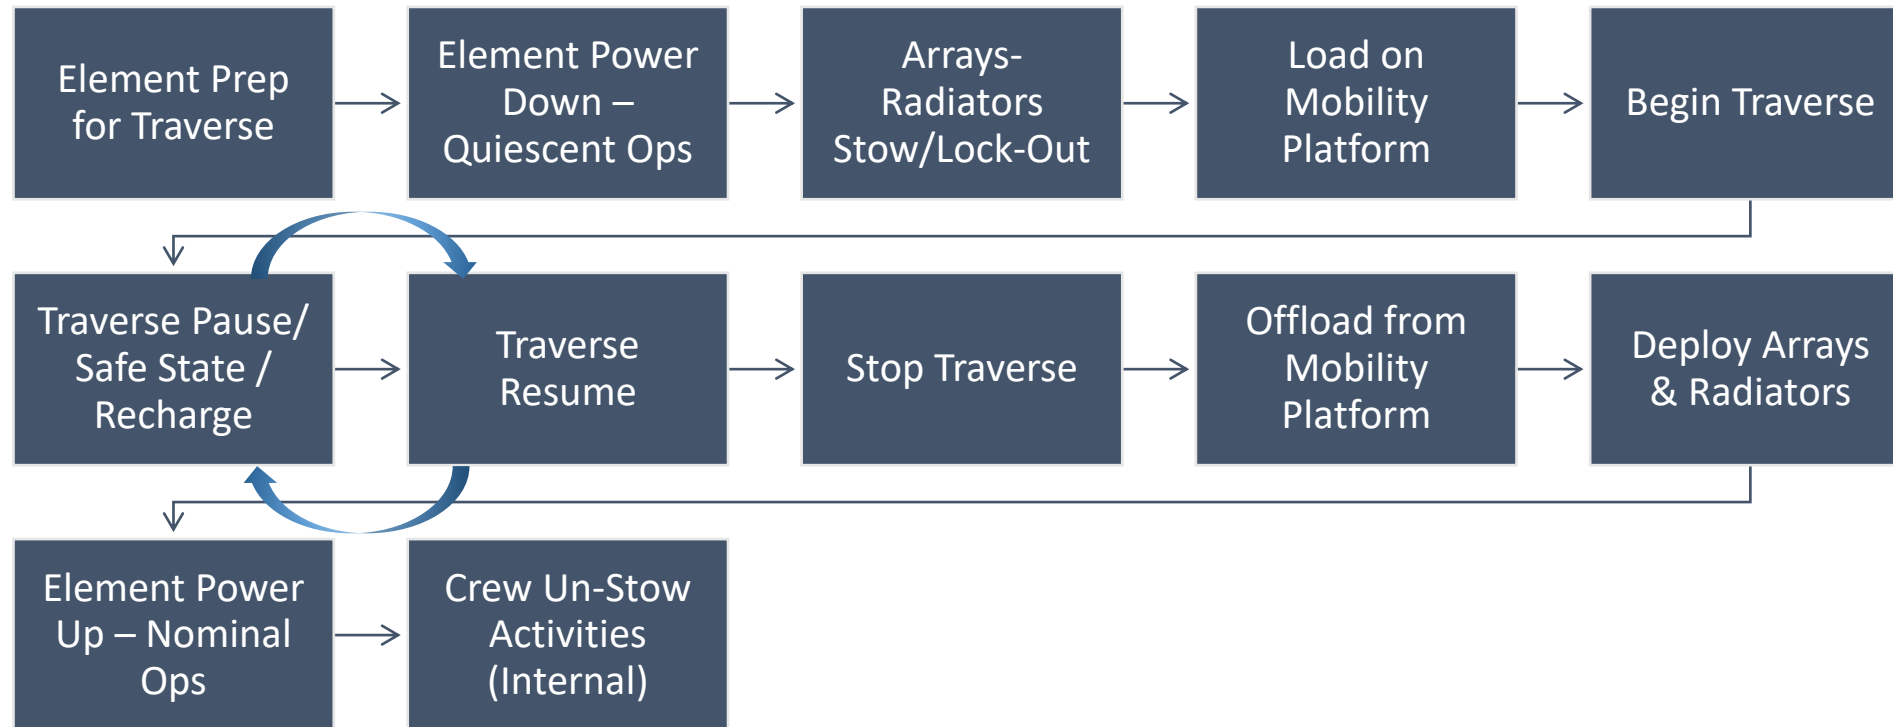 Element Prep
for Traverse
Element Power
Down –
Quiescent Ops
Arrays-
Radiators
Stow/Lock-Out
Load on
Mobility
Platform
Begin Traverse
Traverse Pause/
Safe State /
Recharge
Traverse
Resume
Stop Traverse
Offload from
Mobility
Platform
Deploy Arrays
& Radiators
Element Power
Up – Nominal
Ops
Crew Un-Stow
Activities
(Internal)